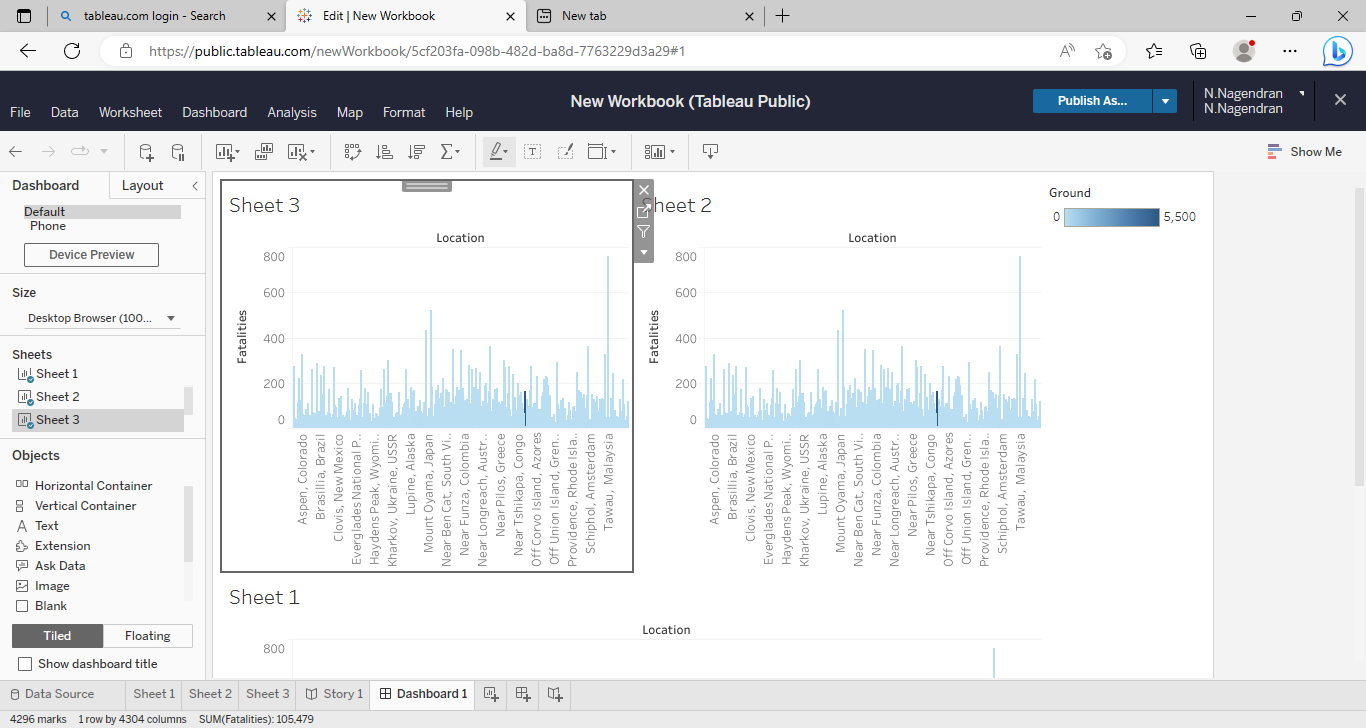 tableau.com login - Search
Edit | New Workbook
New tab
https://public.tableau.com/newWorkbook/5cf203fa-098b-482d-ba8d-7763229d3a29#1
File Data Worksheet Dashboard Analysis Map Format Help
New Workbook (Tableau Public)
Publish As...
N.Nagendran
N.Nagendran
Show Me
Dashboard Layout
Default
Phone
Device Preview
Size
Desktop Browser (100...
Sheets
Sheet 1
Sheet 2
Sheet 3
Objects
Horizontal Container
Vertical Container
Text
Extension
Ask Data
Image
Blank
Tiled Floating
Show dashboard title
Sheet 3
Location
Fatalities
800
600
400
200
0
Aspen, Colorado
Brasillia, Brazil
Clovis, New Mexico
Everglades National P..
Haydens Peak, Wyomi..
Kharkov, Ukraine, USSR
Lupine, Alaska
Mount Oyama, Japan
Near Ben Cat, South Vi..
Near Funza, Colombia
Near Longreach, Austr..
Near Pilos, Greece
Near Tshikapa, Congo
Off Corvo Island, Azores
Off Union Island, Gren..
Providence, Rhode Isla..
Schiphol, Amsterdam
Tawau, Malaysia
Sheet 2
Location
Fatalities
800
600
400
200
0
Aspen, Colorado
Brasillia, Brazil
Clovis, New Mexico
Everglades National P..
Haydens Peak, Wyomi..
Kharkov, Ukraine, USSR
Lupine, Alaska
Mount Oyama, Japan
Near Ben Cat, South Vi..
Near Funza, Colombia
Near Longreach, Austr..
Near Pilos, Greece
Near Tshikapa, Congo
Off Corvo Island, Azores
Off Union Island, Gren..
Providence, Rhode Isla..
Schiphol, Amsterdam
Tawau, Malaysia
Ground
0 5,500
Sheet 1
Location
800
Data Source Sheet 1 Sheet 2 Sheet 3 Story 1 Dashboard 1
4296 marks 1 row by 4304 columns SUM(Fatalities): 105,479